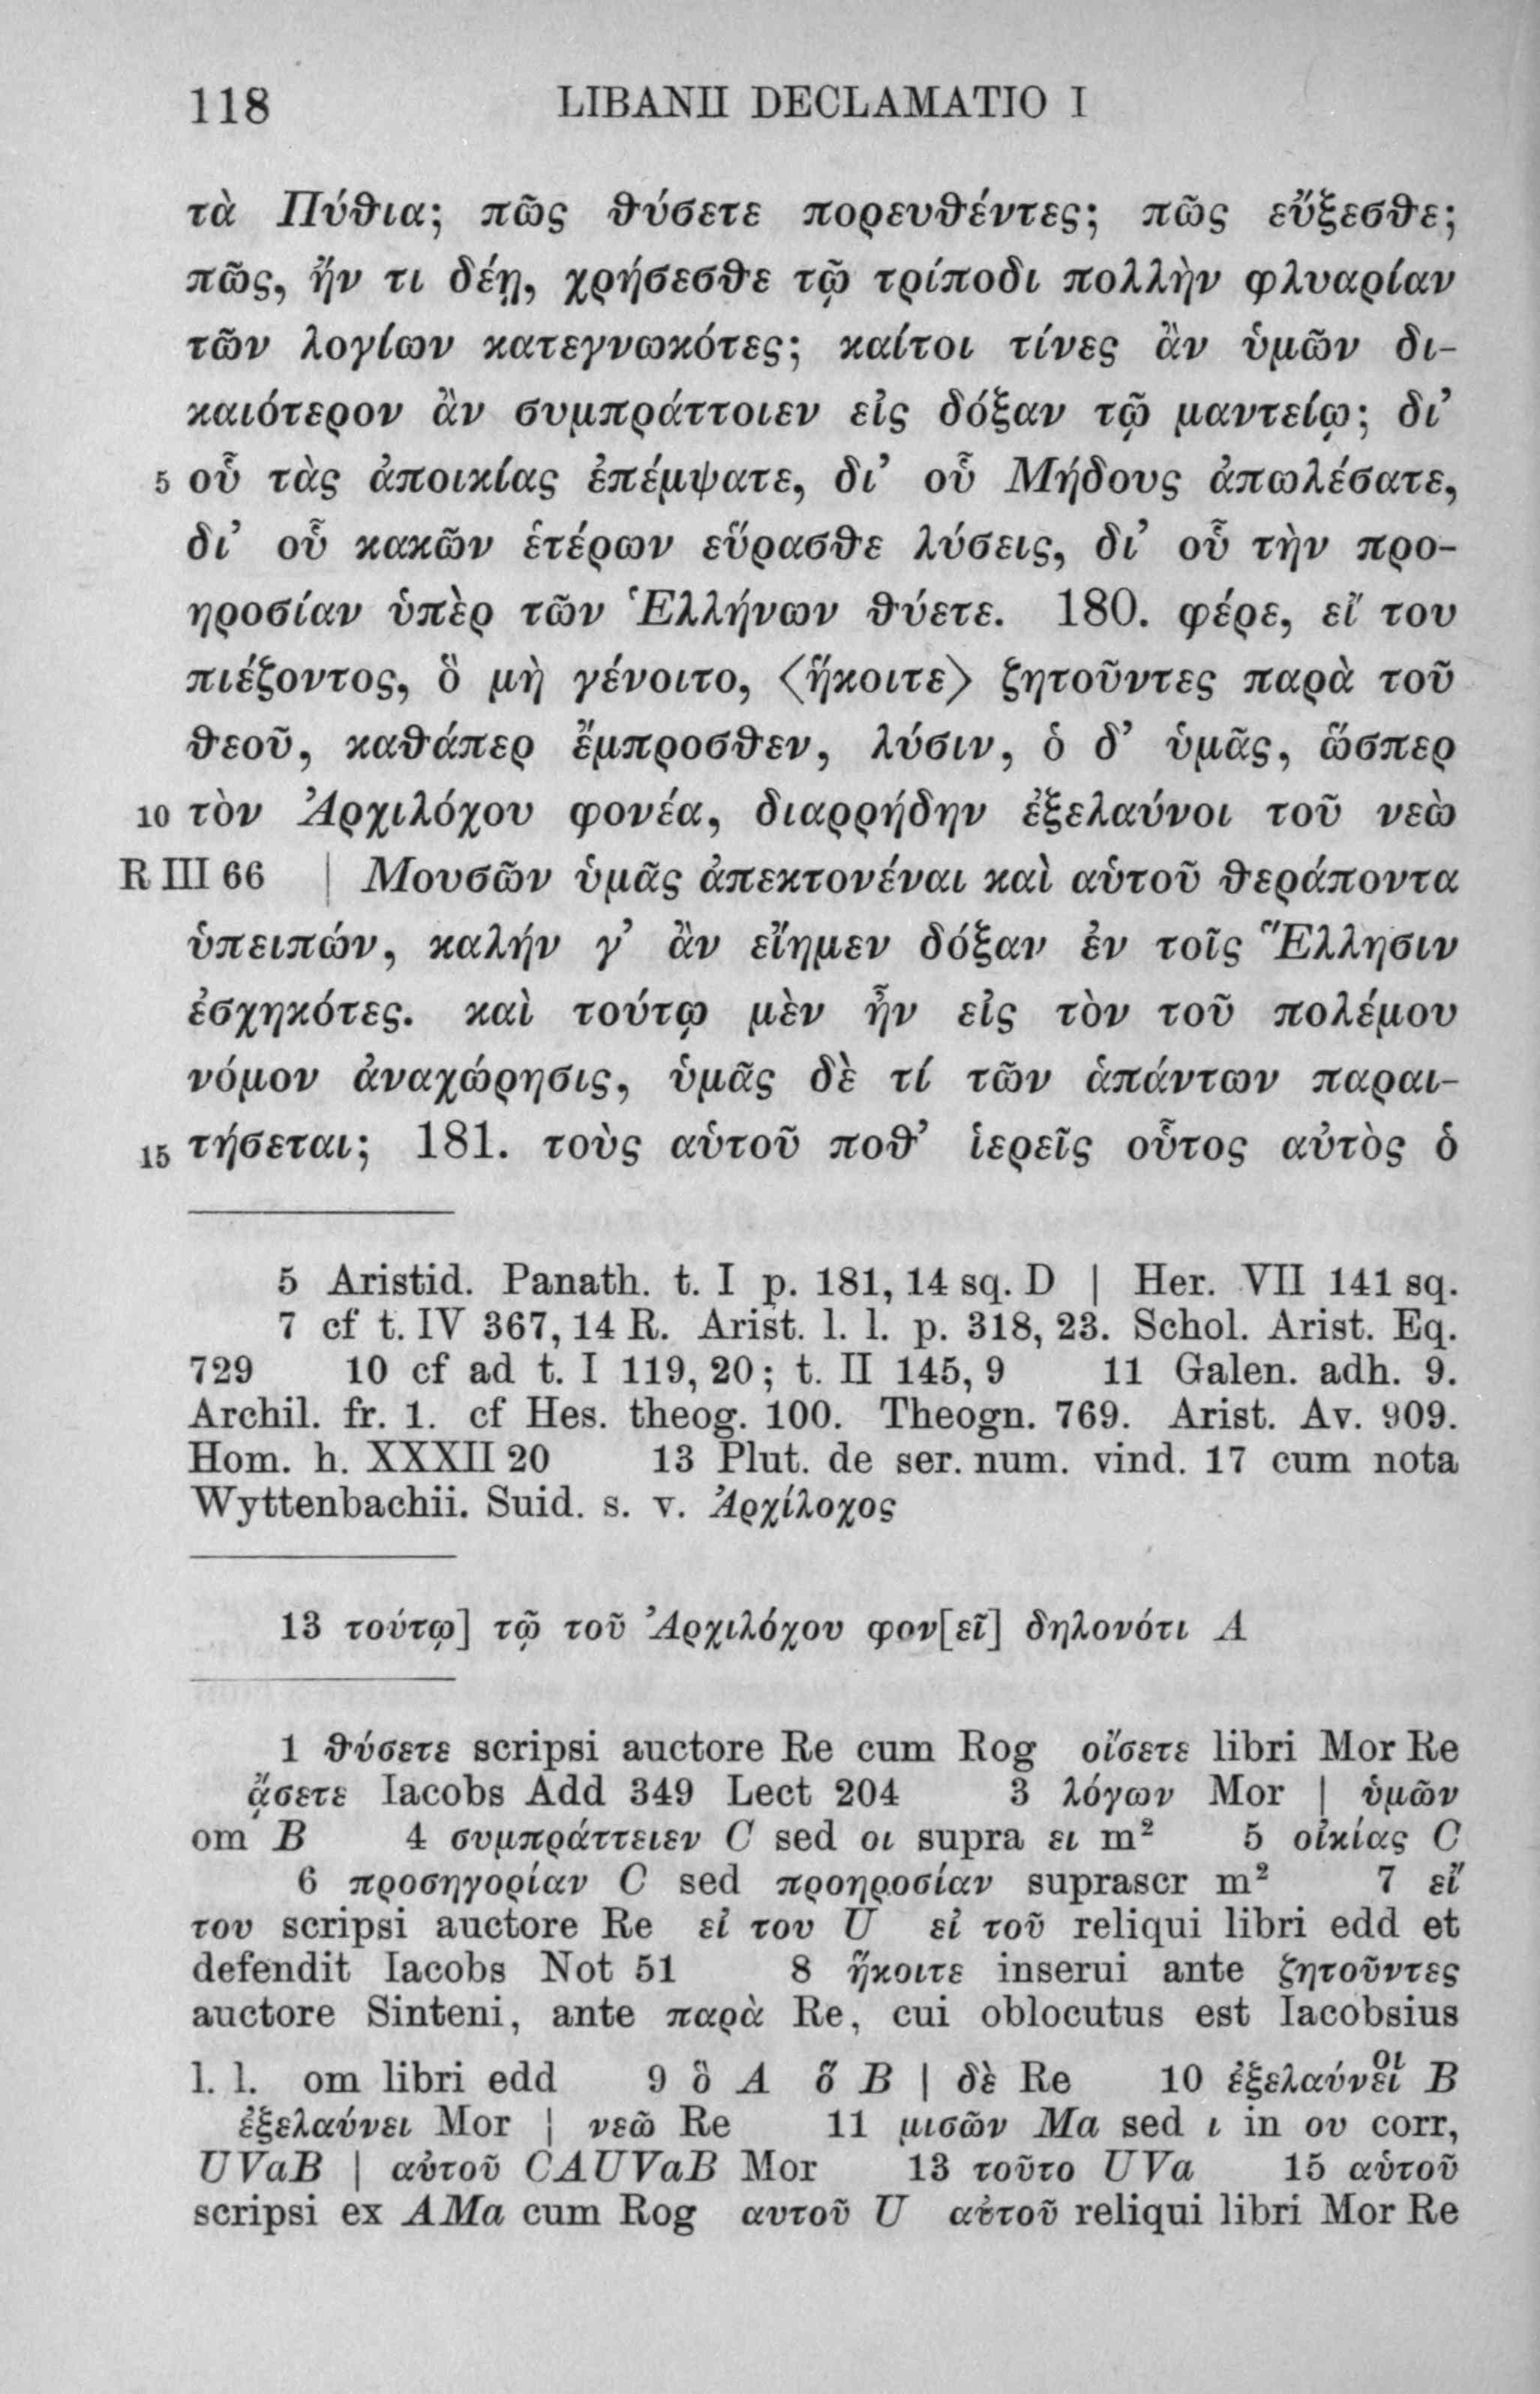 118 LIBANII DECLAMATIO I
τὰ Πύθια; πῶς θύσετε πορευθέντες; πῶς εὔξεσθε;
πῶς, ἤν τι δέῃ, χρήσεσθε τῷ τρίποδι πολλὴν φλυαρίαν
τῶν λογίων κατεγνωκότες; καίτοι τίνες ἂν ὑμῶν δι-
καιότερον ἂν συμπράττοιεν εἰς δόξαν τῷ μαντείῳ; δι’
5 οὗ τὰς ἀποικίας ἐπέμψατε, δι’ οὗ Μήδους ἀπωλέσατε,
δι’ οὗ κακῶν ἑτέρων εὕρασθε λύσεις, δι’ οὗ τὴν προ-
ηροσίαν ὑπὲρ τῶν Ἑλλήνων θύετε. 180. φέρε, εἴ του
πιέζοντος, ὃ μὴ γένοιτο, ⟨ἥκοιτε⟩ ζητοῦντες παρὰ τοῦ
θεοῦ, καθάπερ ἔμπροσθεν, λύσιν, ὁ δ’ ὑμᾶς, ὥσπερ
10 τὸν Ἀρχιλόχου φονέα, διαρρήδην ἐξελαύνοι τοῦ νεὼ
R III 66 | Μουσῶν ὑμᾶς ἀπεκτονέναι καὶ αὑτοῦ θεράποντα
ὑπειπών, καλήν γ’ ἂν εἴημεν δόξαν ἐν τοῖς Ἕλλησιν
ἐσχηκότες. καὶ τούτῳ μὲν ἦν εἰς τὸν τοῦ πολέμου
νόμον ἀναχώρησις, ὑμᾶς δὲ τί τῶν ἁπάντων παραι-
15 τήσεται; 181. τοὺς αὑτοῦ ποθ’ ἱερεῖς οὗτος αὐτὸς ὁ
5 Aristid. Panath. t. I p. 181, 14 sq. D | Her. VII 141 sq.
7 cf t. IV 367, 14 R. Arist. l. l. p. 318, 23. Schol. Arist. Eq.
729 10 cf ad t. I 119, 20; t. II 145, 9 11 Galen. adh. 9.
Archil. fr. 1. cf Hes. theog. 100. Theogn. 769. Arist. Av. 909.
Hom. h. XXXII 20 13 Plut. de ser. num. vind. 17 cum nota
Wyttenbachii. Suid. s. v. Ἀρχίλοχος
13 τούτῳ] τῷ τοῦ Ἀρχιλόχου φον[εῖ] δηλονότι A
1 θύσετε scripsi auctore Re cum Rog οἴσετε libri Mor Re
ᾄσετε Iacobs Add 349 Lect 204 3 λόγων Mor | ὑμῶν
om B 4 συμπράττειεν C sed οι supra ει m² 5 οἰκίας C
6 προσηγορίαν C sed προηροσίαν suprascr m² 7 εἴ
του scripsi auctore Re εἰ του U εἰ τοῦ reliqui libri edd et
defendit Iacobs Not 51 8 ἥκοιτε inserui ante ζητοῦντες
auctore Sinteni, ante παρὰ Re, cui oblocutus est Iacobsius
l. l. om libri edd 9 ὃ A ὅ B | δὲ Re 10 ἐξελαύνει οι B
ἐξελαύνει Mor | νεῶ Re 11 μισῶν Ma sed ι in ου corr,
UVaB | αὐτοῦ CAUVaB Mor 13 τοῦτο UVa 15 αὑτοῦ
scripsi ex AMa cum Rog αυτοῦ U αὐτοῦ reliqui libri Mor Re